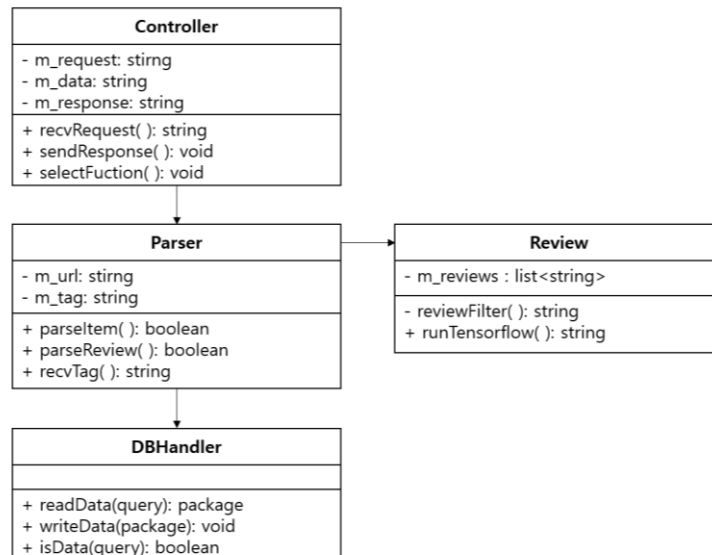 Controller
- m_request: stirng
- m_data: string
- m_response: string
+ recvRequest( ): string
+ sendResponse( ): void
+ selectFuction( ): void
Parser
- m_url: stirng
- m_tag: string
+ parseItem( ): boolean
+ parseReview( ): boolean
+ recvTag( ): string
Review
- m_reviews : list<string>
- reviewFilter( ): string
+ runTensorflow( ): string
DBHandler
+ readData(query): package
+ writeData(package): void
+ isData(query): boolean